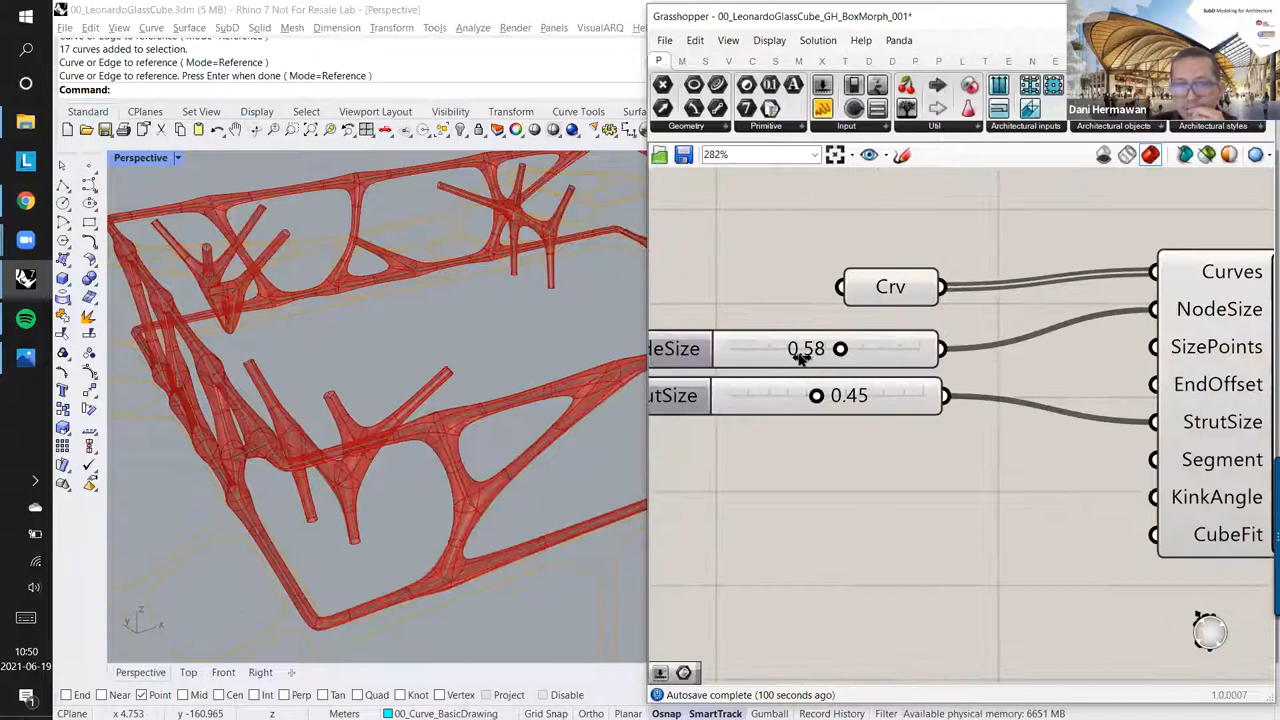 00_LeonardoGlassCube.3dm (5 MB) - Rhino 7 Not For Resale Lab - [Perspective]
File Edit View Curve Surface SubD Solid Mesh Dimension Transform Tools Analyze Render Panels VisualARQ
17 curves added to selection.
Curve or Edge to reference ( Mode=Reference )
Curve or Edge to reference. Press Enter when done ( Mode=Reference )
Command:
Standard CPlanes Set View Display Select Viewport Layout Visibility Transform Curve Tools
Perspective
Perspective Top Front Right
End Near Point Mid Cen Int Perp Tan Quad Knot Vertex Project Disable
CPlane x 4.753 y -160.965 z Meters 00_Curve_BasicDrawing Grid Snap Ortho Planar Osnap SmartTrack Gumball Record History Filter Available physical memory: 6651 MB
10:50
2021-06-19
1
Grasshopper - 00_LeonardoGlassCube_GH_BoxMorph_001*
File Edit View Display Solution Help Panda
P M S V C S M T X
Geometry Primitive Input Util Architectural inputs Architectural objects Architectural styles
282%
Crv
deSize 0.58
utSize 0.45
Curves
NodeSize
SizePoints
EndOffset
StrutSize
Segment
KinkAngle
CubeFit
Autosave complete (100 seconds ago)
1.0.0007
SubD Modeling for Architecture
Dani Hermawan